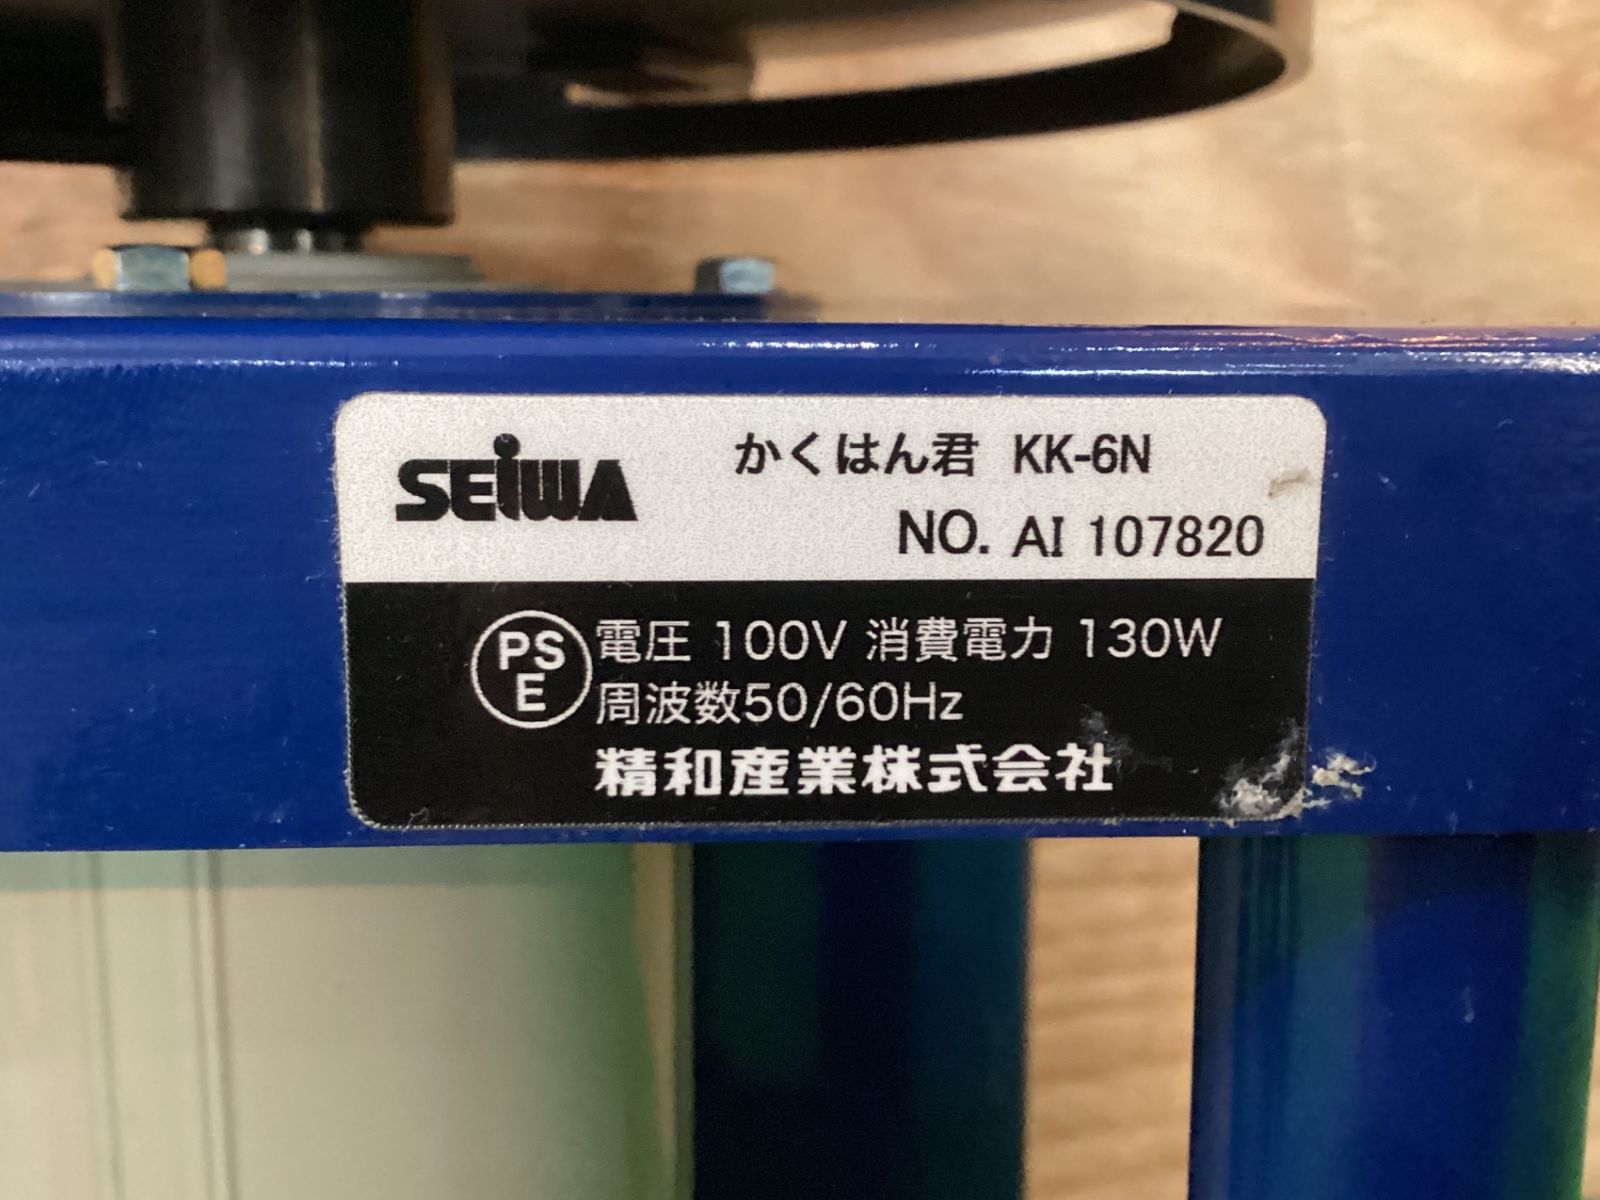 SEiWA
かくはん君 KK-6N
NO. AI 107820
PSE
電圧 100V 消費電力 130W
周波数50/60Hz
精和産業株式会社